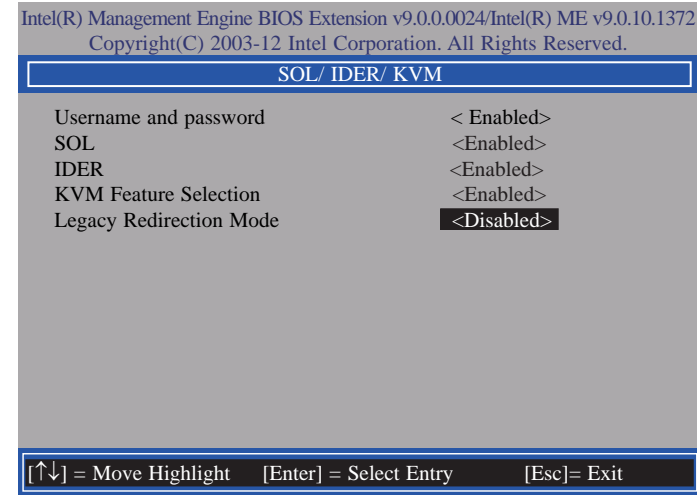 Intel(R) Management Engine BIOS Extension v9.0.0.0024/Intel(R) ME v9.0.10.1372
Copyright(C) 2003-12 Intel Corporation. All Rights Reserved.
SOL/ IDER/ KVM
Username and password < Enabled>
SOL <Enabled>
IDER <Enabled>
KVM Feature Selection <Enabled>
Legacy Redirection Mode <Disabled>
[↑↓] = Move Highlight [Enter] = Select Entry [Esc]= Exit